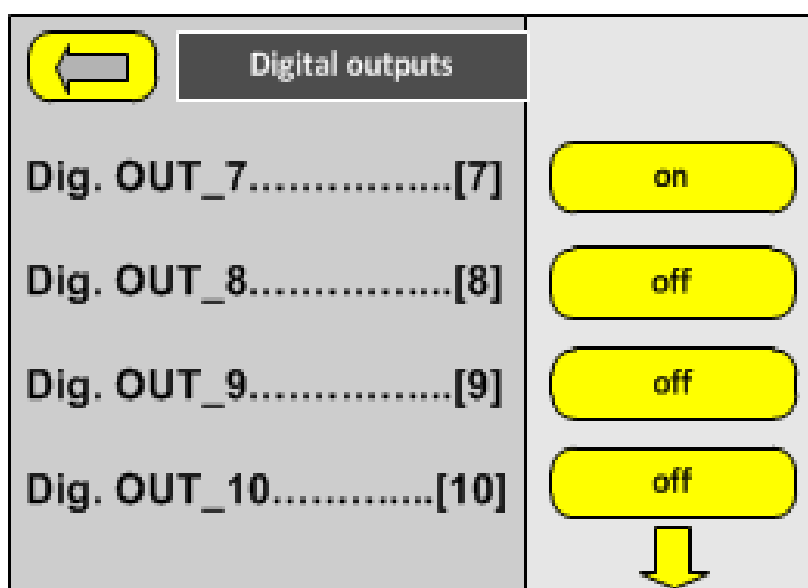 Digital outputs
Dig. OUT_7................[7] on
Dig. OUT_8................[8] off
Dig. OUT_9................[9] off
Dig. OUT_10.............[10] off